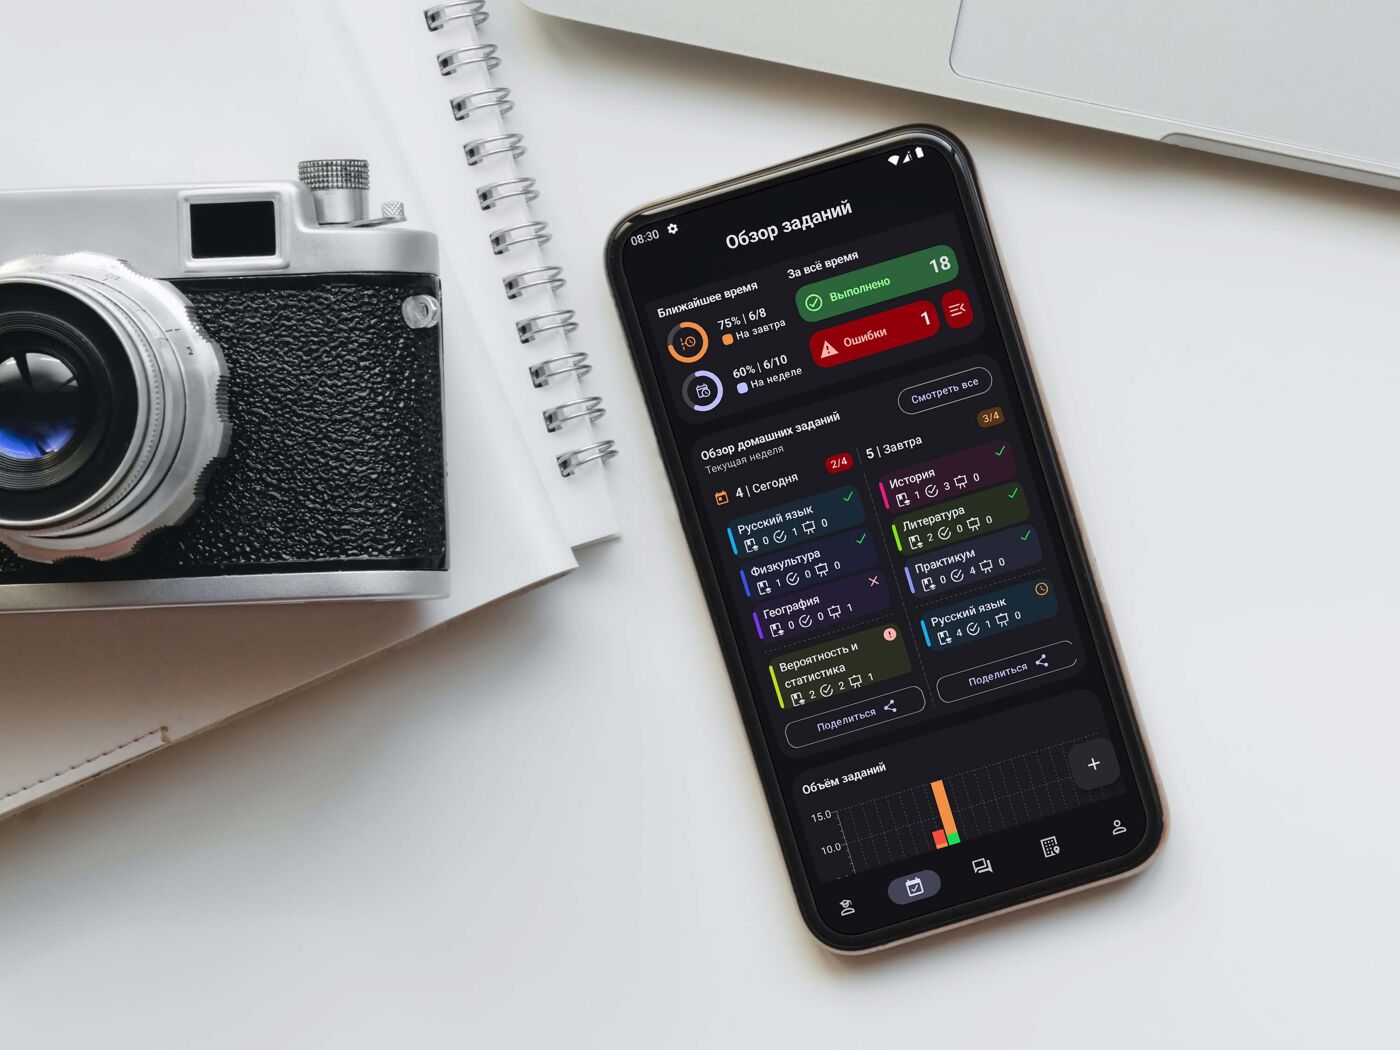 08:30
Обзор заданий
Ближайшее время
75% | 6/8
На завтра
60% | 6/10
На неделе
За всё время
Выполнено 18
Ошибки 1
Обзор домашних заданий
Текущая неделя
Смотреть все
4 | Сегодня 2/4
Русский язык
0 1 0
Физкультура
1 0 0
География
0 0 1
Вероятность и
статистика
2 2 1
Поделиться
5 | Завтра 3/4
История
1 3 0
Литература
2 0 0
Практикум
0 4 0
Русский язык
4 1 0
Поделиться
Объём заданий
15.0
10.0